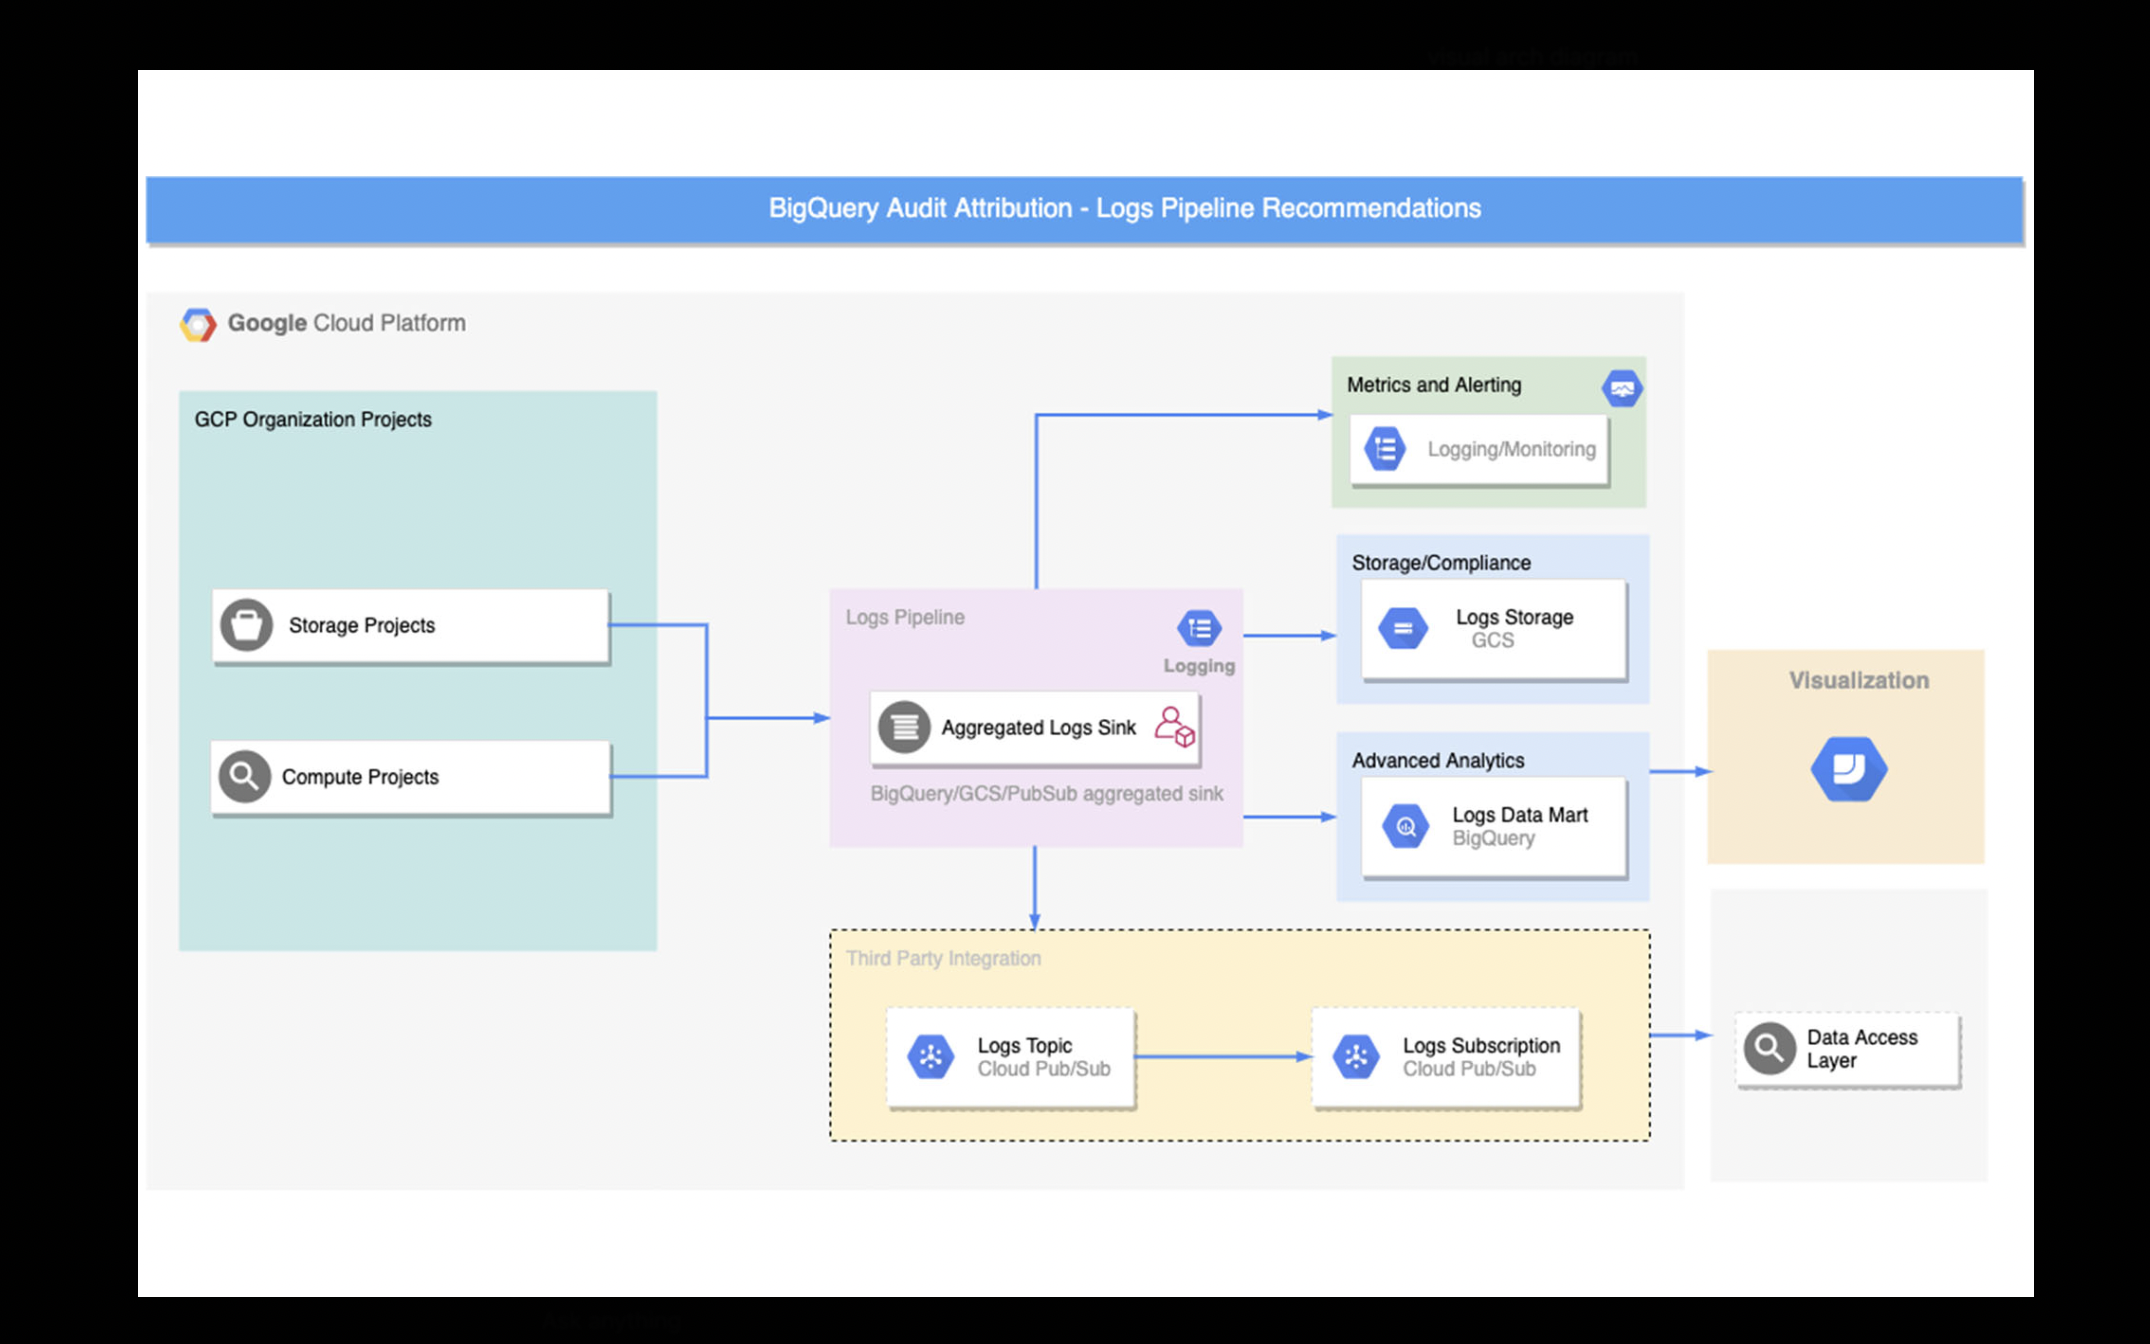 BigQuery Audit Attribution - Logs Pipeline Recommendations
Google Cloud Platform
GCP Organization Projects
Storage Projects
Compute Projects
Logs Pipeline
Logging
Aggregated Logs Sink
BigQuery/GCS/PubSub aggregated sink
Metrics and Alerting
Logging/Monitoring
Storage/Compliance
Logs Storage
GCS
Advanced Analytics
Logs Data Mart
BigQuery
Visualization
Third Party Integration
Logs Topic
Cloud Pub/Sub
Logs Subscription
Cloud Pub/Sub
Data Access
Layer